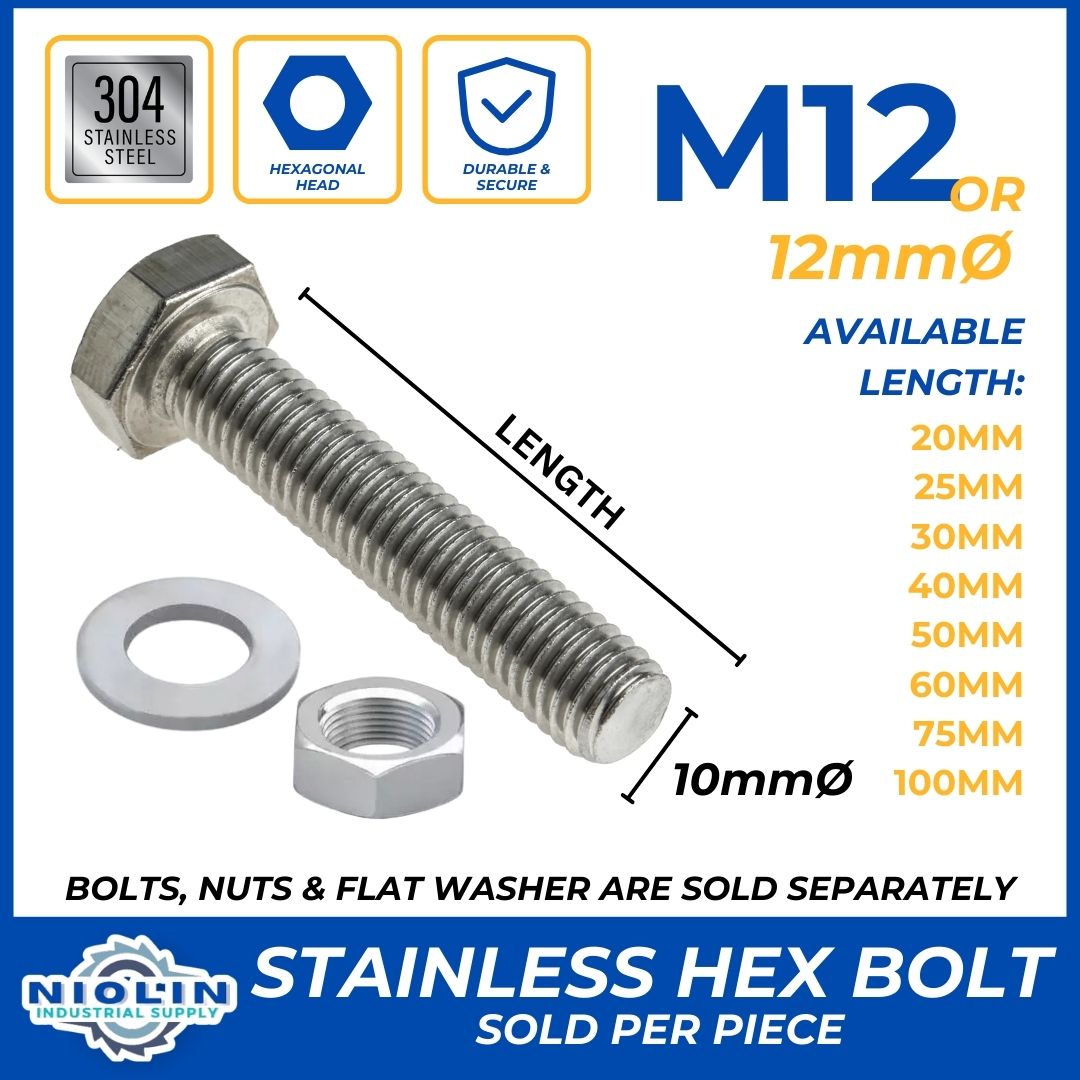 304
STAINLESS
STEEL
HEXAGONAL
HEAD
DURABLE &
SECURE
M12
OR
12mmØ
AVAILABLE
LENGTH:
20MM
25MM
30MM
40MM
50MM
60MM
75MM
100MM
LENGTH
10mmØ
BOLTS, NUTS & FLAT WASHER ARE SOLD SEPARATELY
NIOLIN
INDUSTRIAL SUPPLY
STAINLESS HEX BOLT
SOLD PER PIECE